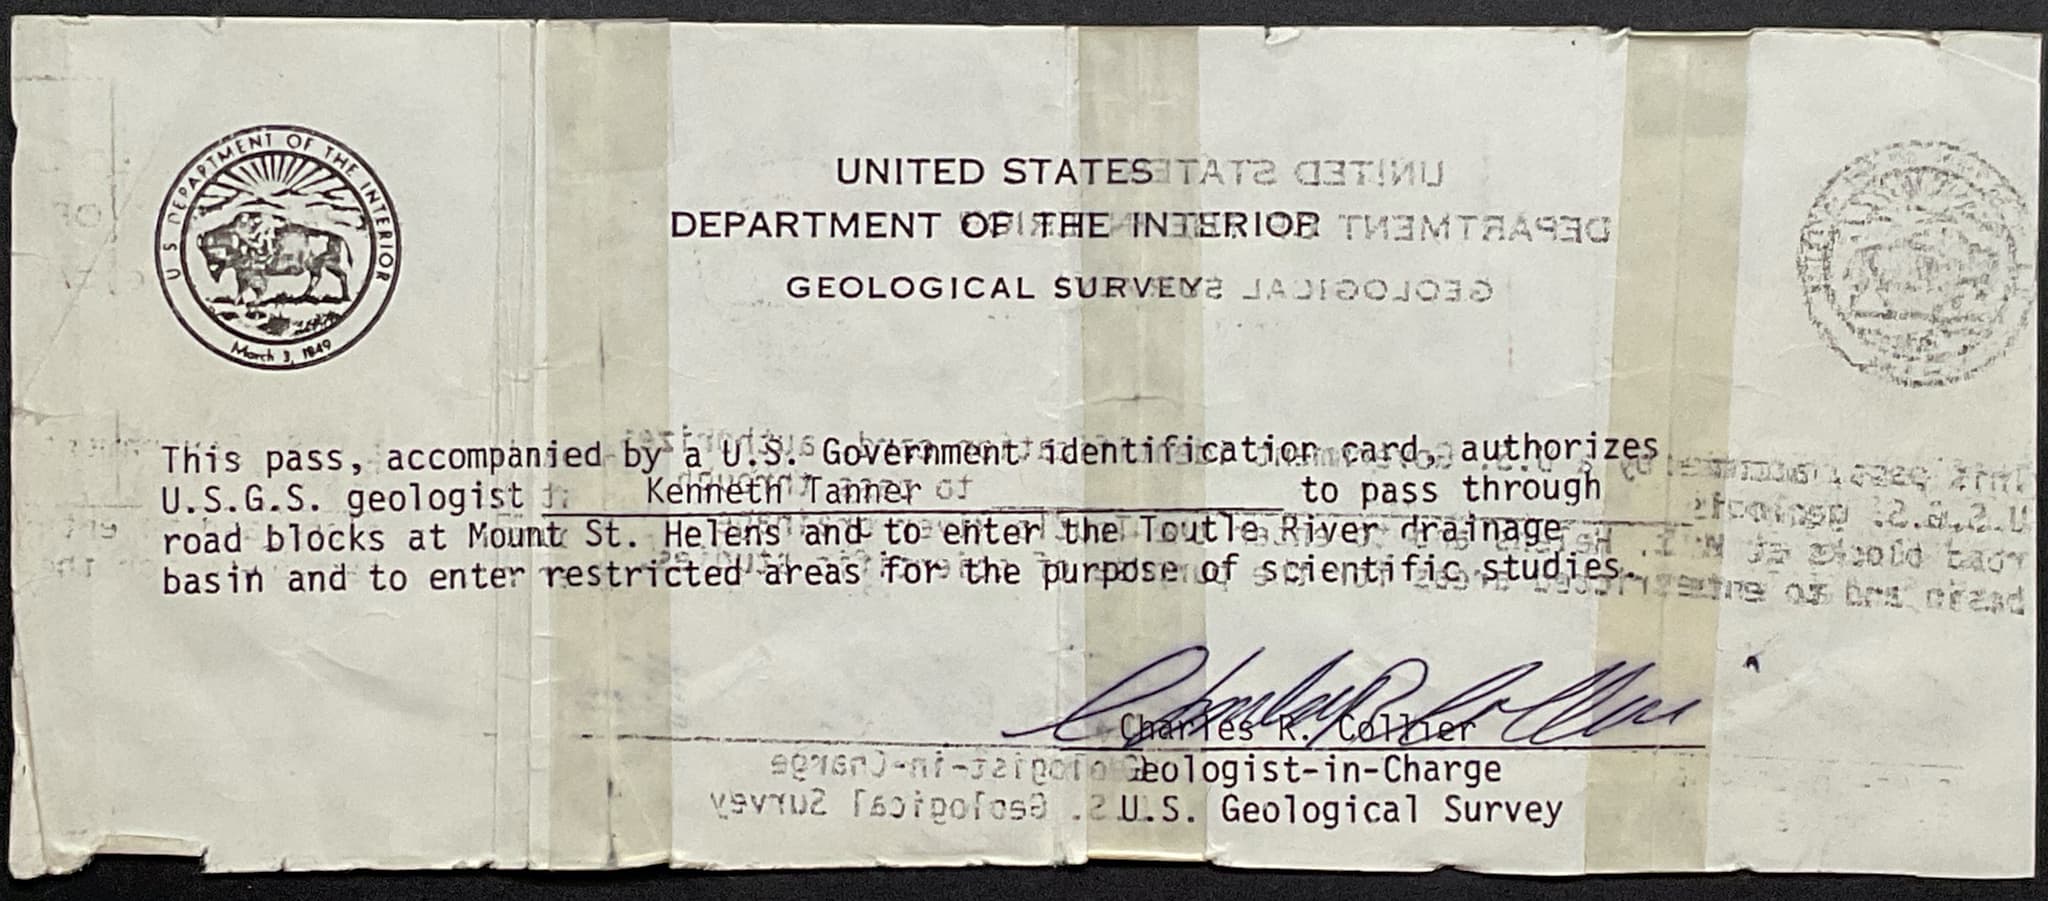 U. S. DEPARTMENT OF THE INTERIOR
March 3, 1849
UNITED STATES
DEPARTMENT OF THE INTERIOR
GEOLOGICAL SURVEY
This pass, accompanied by a U.S. Government identification card, authorizes
U.S.G.S. geologist Kenneth Tanner to pass through
road blocks at Mount St. Helens and to enter the Toutle River drainage
basin and to enter restricted areas for the purpose of scientific studies.
Charles R. Collier
Charles R. Collier
Geologist-in-Charge
U.S. Geological Survey